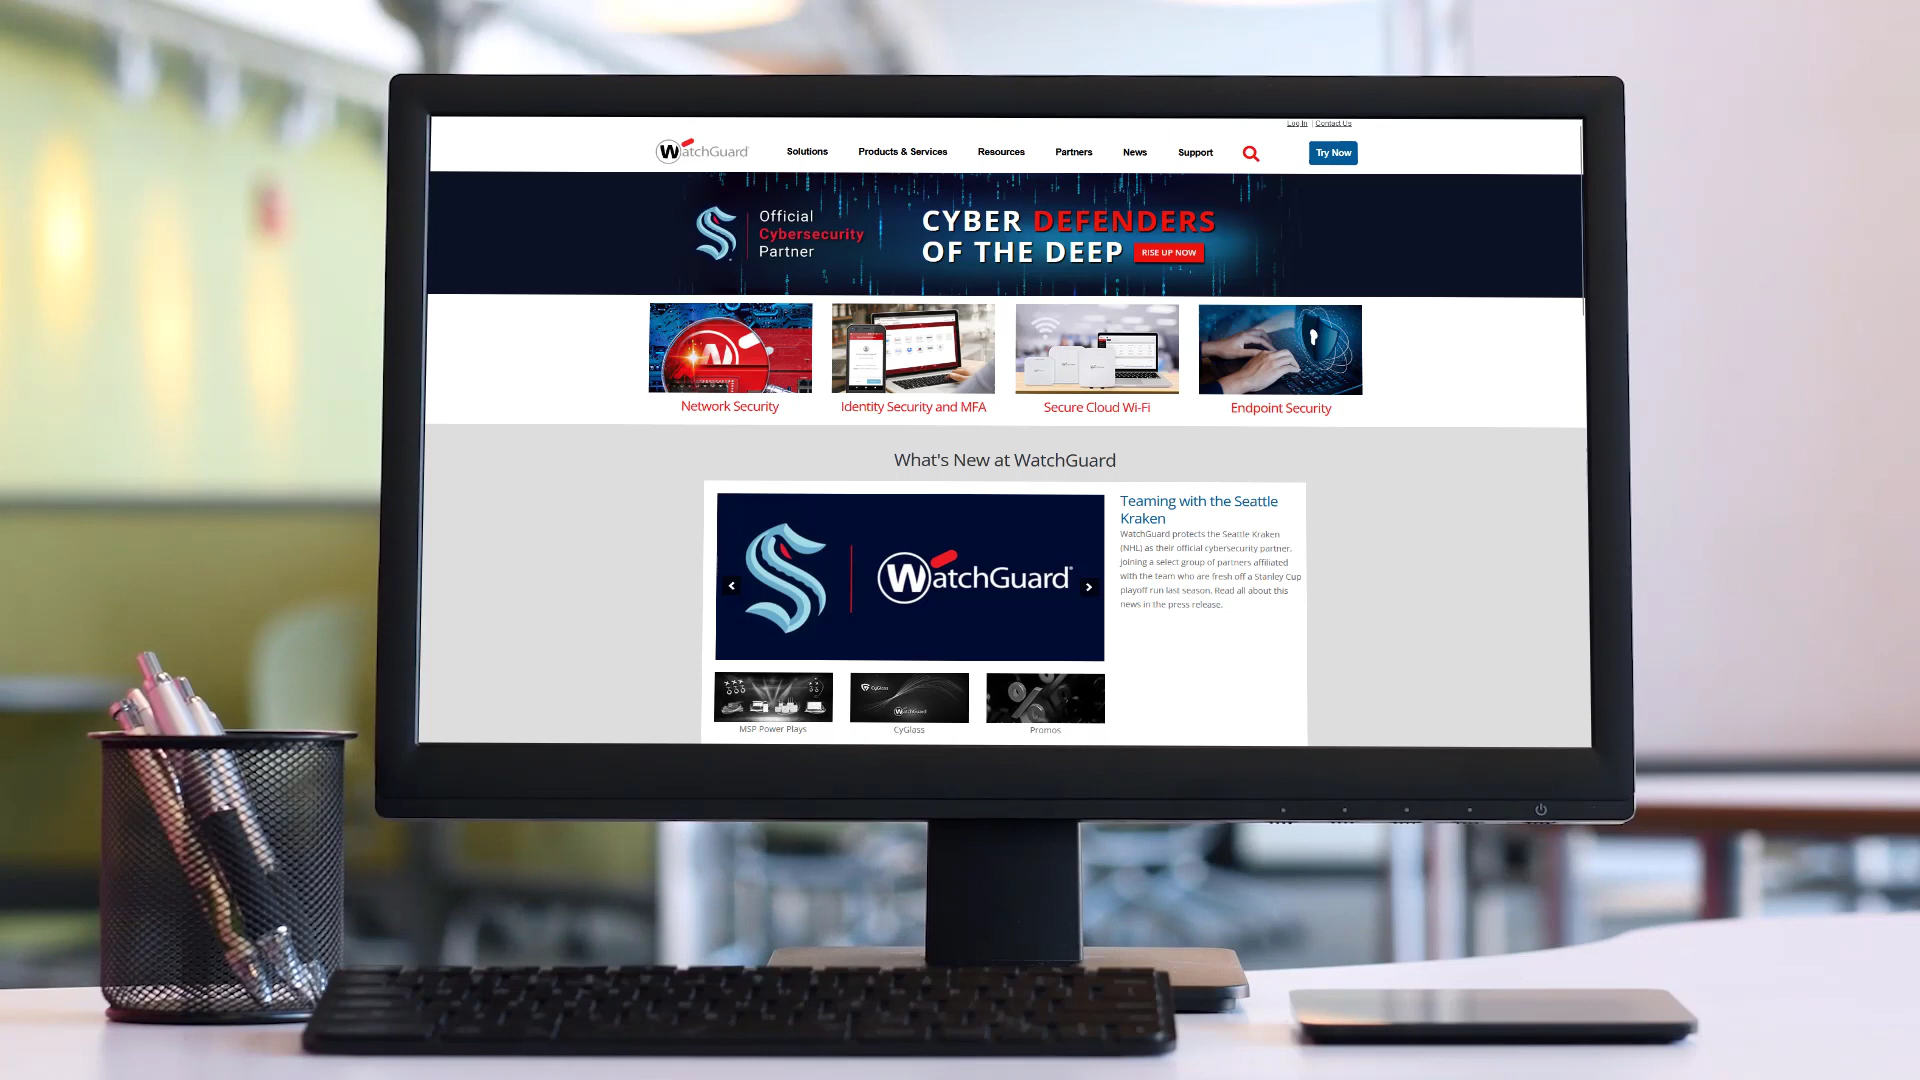 Log In | Contact Us
WatchGuard
Solutions
Products & Services
Resources
Partners
News
Support
Try Now
Official
Cybersecurity
Partner
CYBER DEFENDERS
OF THE DEEP
RISE UP NOW
Network Security
Identity Security and MFA
Secure Cloud Wi-Fi
Endpoint Security
What's New at WatchGuard
WatchGuard
Teaming with the Seattle
Kraken
WatchGuard protects the Seattle Kraken
(NHL) as their official cybersecurity partner,
joining a select group of partners affiliated
with the team who are fresh off a Stanley Cup
playoff run last season. Read all about this
news in the press release.
CyGlass
WatchGuard
MSP Power Plays
CyGlass
Promos